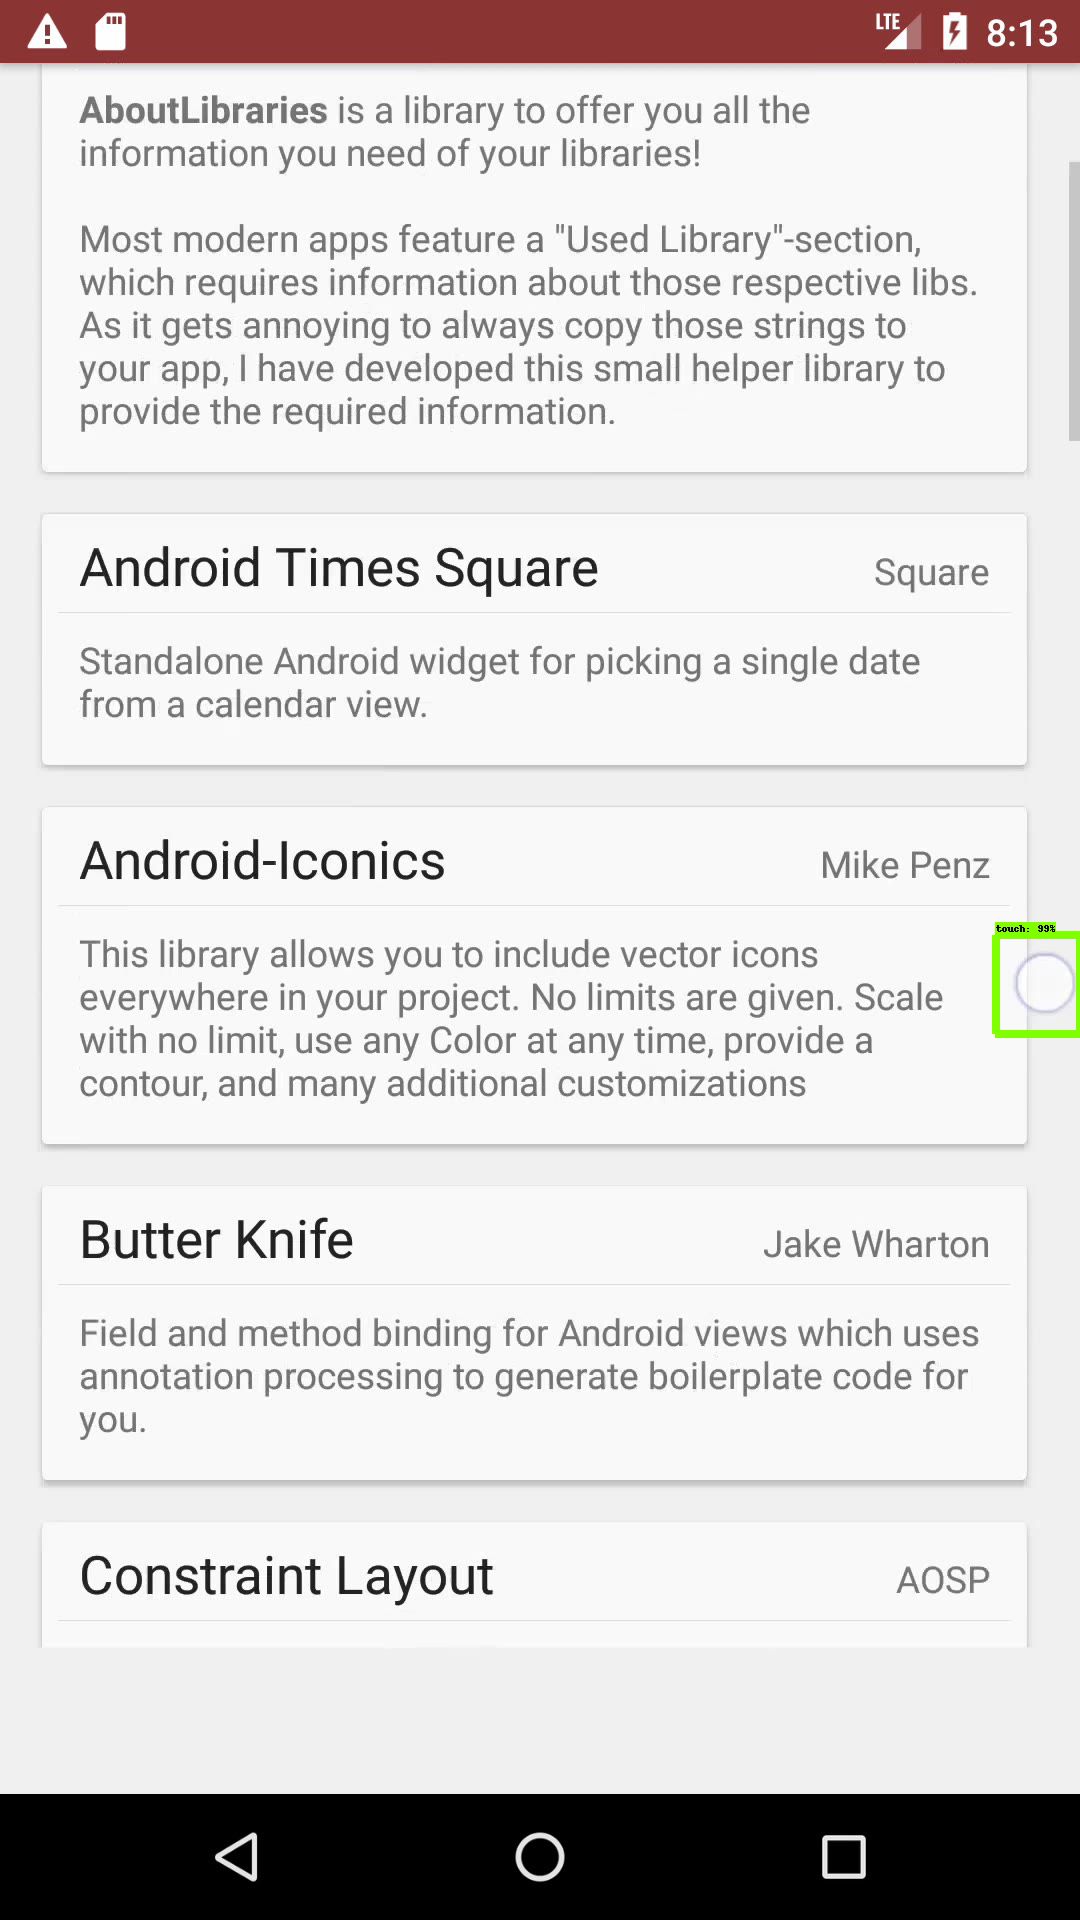 LTE 8:13
AboutLibraries is a library to offer you all the
information you need of your libraries!
Most modern apps feature a "Used Library"-section,
which requires information about those respective libs.
As it gets annoying to always copy those strings to
your app, I have developed this small helper library to
provide the required information.
Android Times Square Square
Standalone Android widget for picking a single date
from a calendar view.
Android-Iconics Mike Penz
touch: 99%
This library allows you to include vector icons
everywhere in your project. No limits are given. Scale
with no limit, use any Color at any time, provide a
contour, and many additional customizations
Butter Knife Jake Wharton
Field and method binding for Android views which uses
annotation processing to generate boilerplate code for
you.
Constraint Layout AOSP